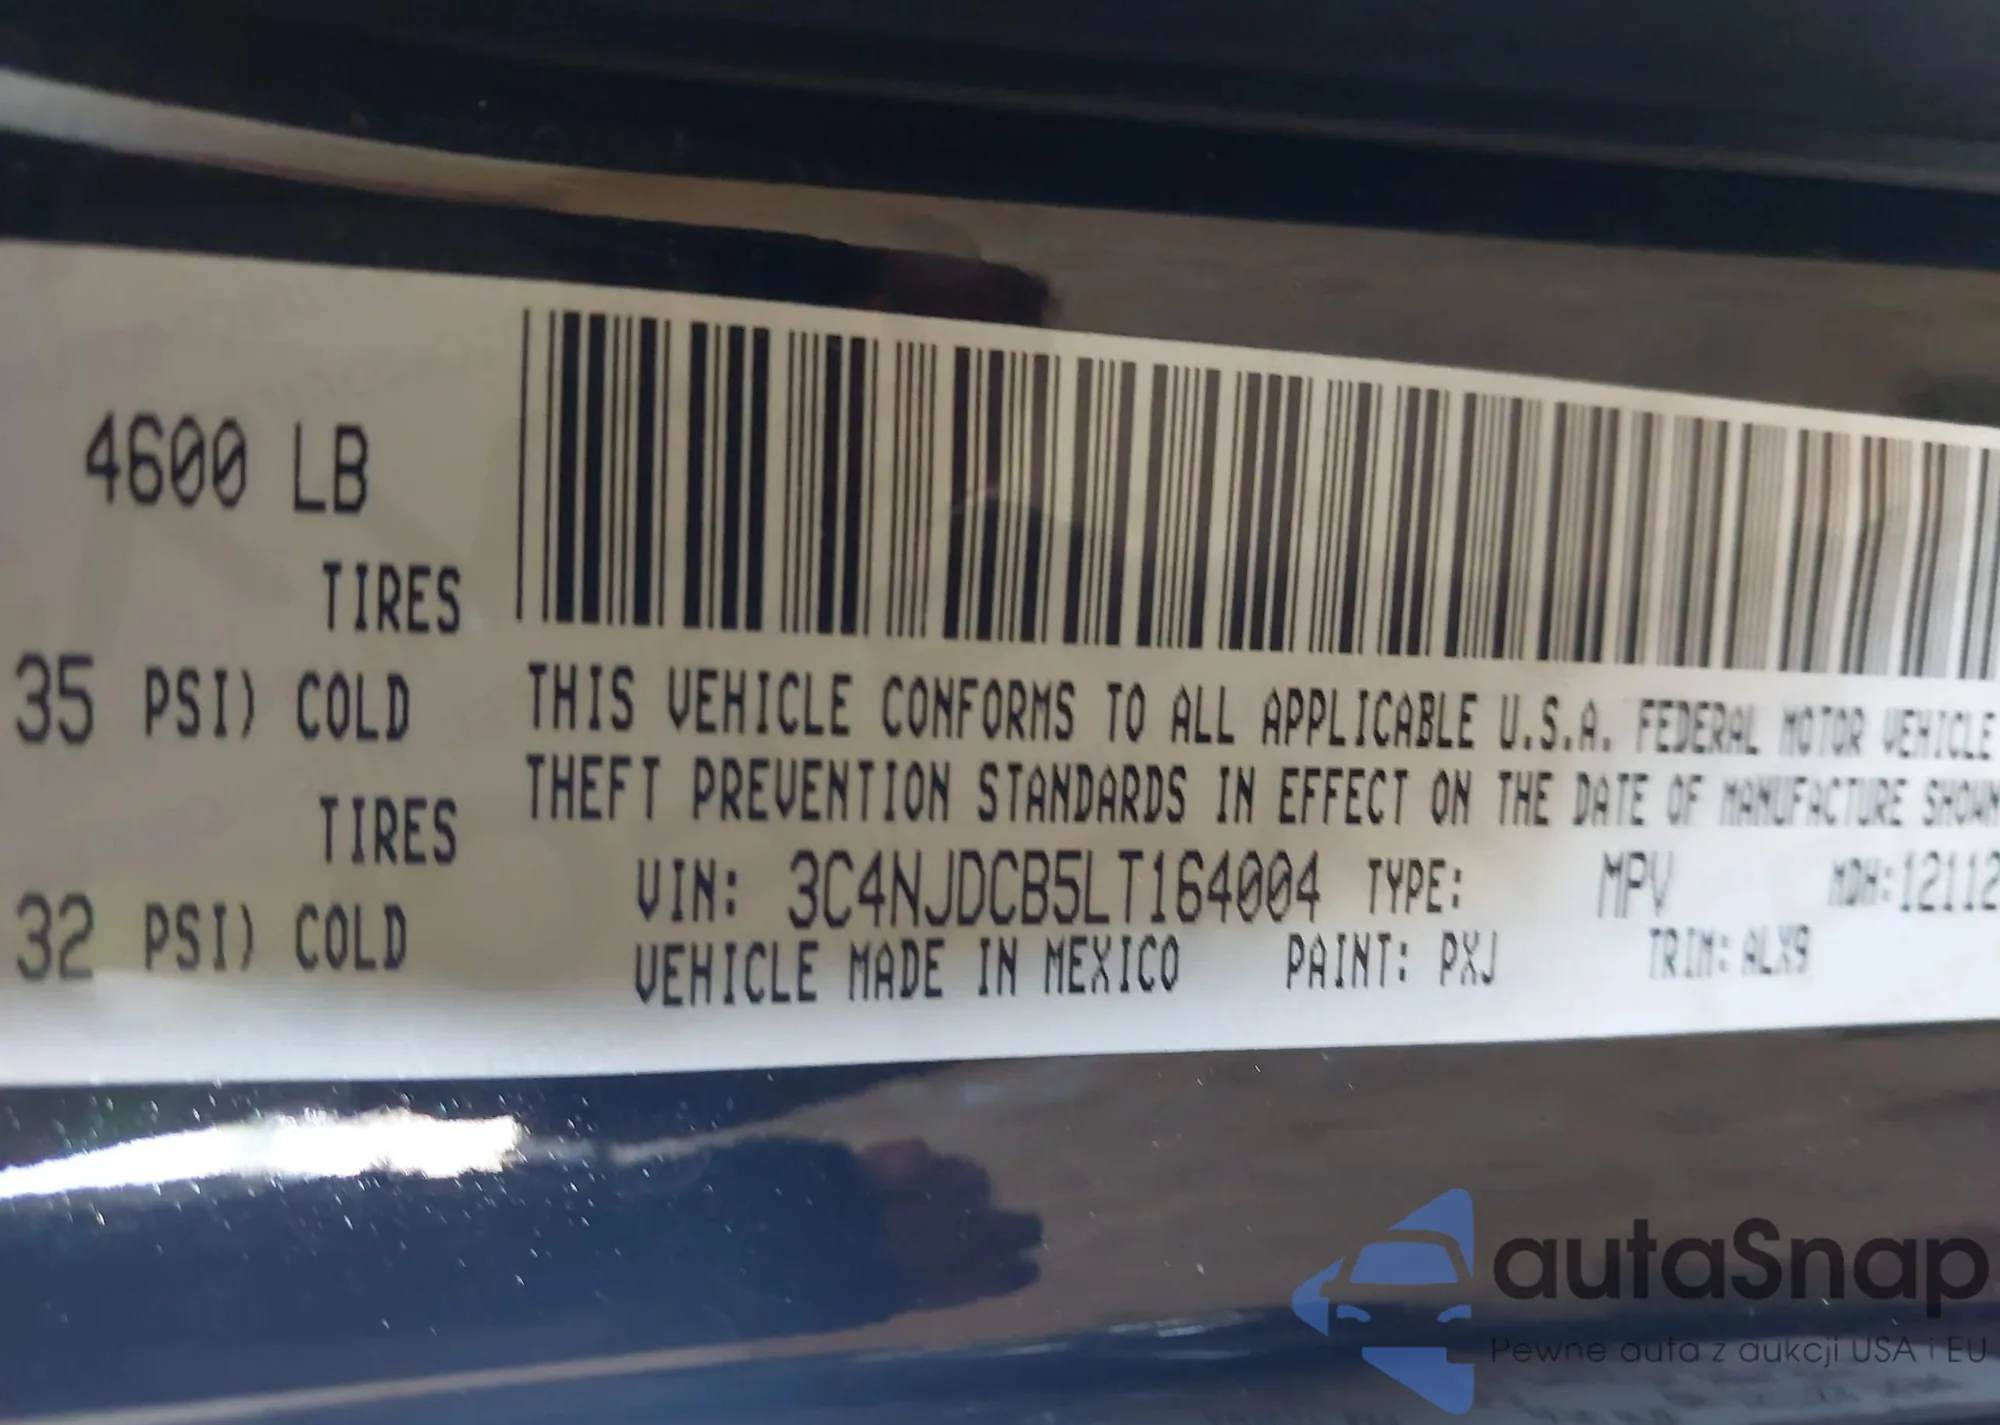 4600 LB
TIRES
35 PSI) COLD
TIRES
32 PSI) COLD
THIS VEHICLE CONFORMS TO ALL APPLICABLE U.S.A. FEDERAL MOTOR VEHICLE
THEFT PREVENTION STANDARDS IN EFFECT ON THE DATE OF MANUFACTURE SHOWN
VIN: 3C4NJDCB5LT164004 TYPE: MPV MDH: 12112
VEHICLE MADE IN MEXICO PAINT: PXJ TRIM: ALX9
autaSnap
Pewne auta z aukcji USA i EU